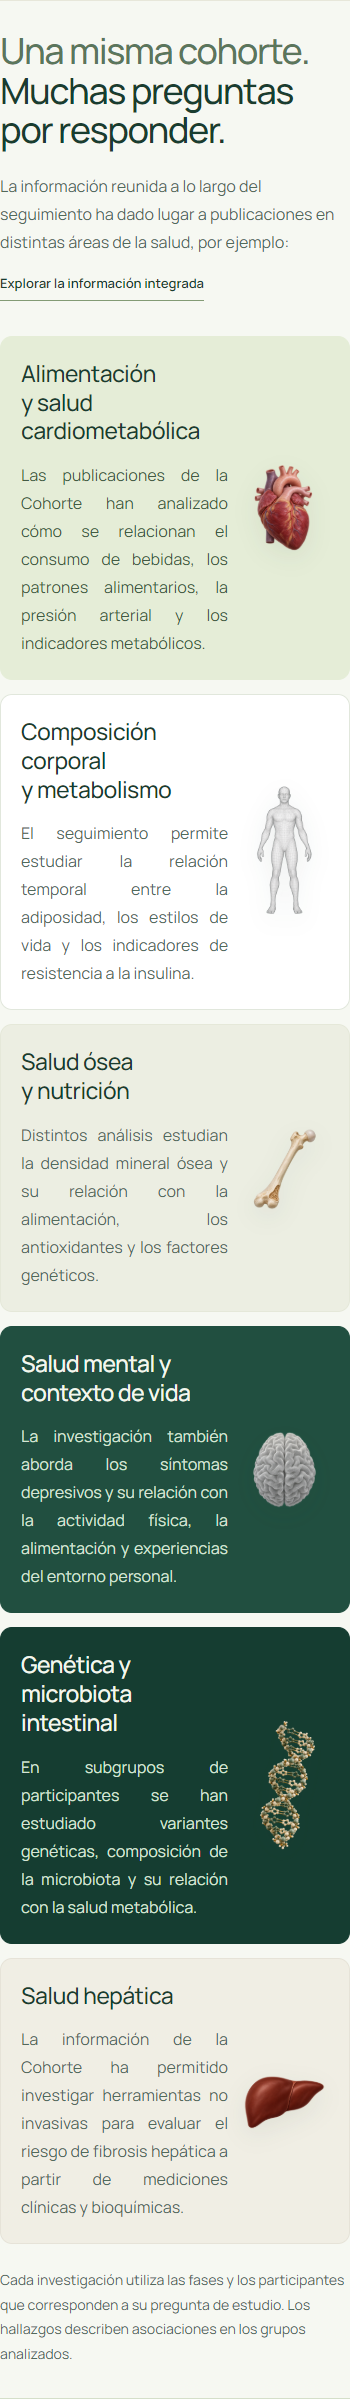 Una misma cohorte.
Muchas preguntas
por responder.
La información reunida a lo largo del
seguimiento ha dado lugar a publicaciones en
distintas áreas de la salud, por ejemplo:
Explorar la información integrada
Alimentación
y salud
cardiometabólica
Las publicaciones de la
Cohorte han analizado
cómo se relacionan el
consumo de bebidas, los
patrones alimentarios, la
presión arterial y los
indicadores metabólicos.
Composición
corporal
y metabolismo
El seguimiento permite
estudiar la relación
temporal entre la
adiposidad, los estilos de
vida y los indicadores de
resistencia a la insulina.
Salud ósea
y nutrición
Distintos análisis estudian
la densidad mineral ósea y
su relación con la
alimentación, los
antioxidantes y los factores
genéticos.
Salud mental y
contexto de vida
La investigación también
aborda los síntomas
depresivos y su relación con
la actividad física, la
alimentación y experiencias
del entorno personal.
Genética y
microbiota
intestinal
En subgrupos de
participantes se han
estudiado variantes
genéticas, composición de
la microbiota y su relación
con la salud metabólica.
Salud hepática
La información de la
Cohorte ha permitido
investigar herramientas no
invasivas para evaluar el
riesgo de fibrosis hepática a
partir de mediciones
clínicas y bioquímicas.
Cada investigación utiliza las fases y los participantes
que corresponden a su pregunta de estudio. Los
hallazgos describen asociaciones en los grupos
analizados.